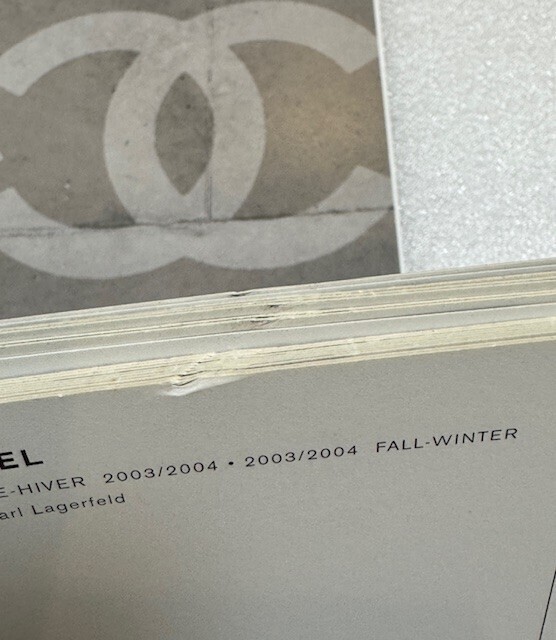 EL
E-HIVER 2003/2004 • 2003/2004 FALL-WINTER
arl Lagerfeld